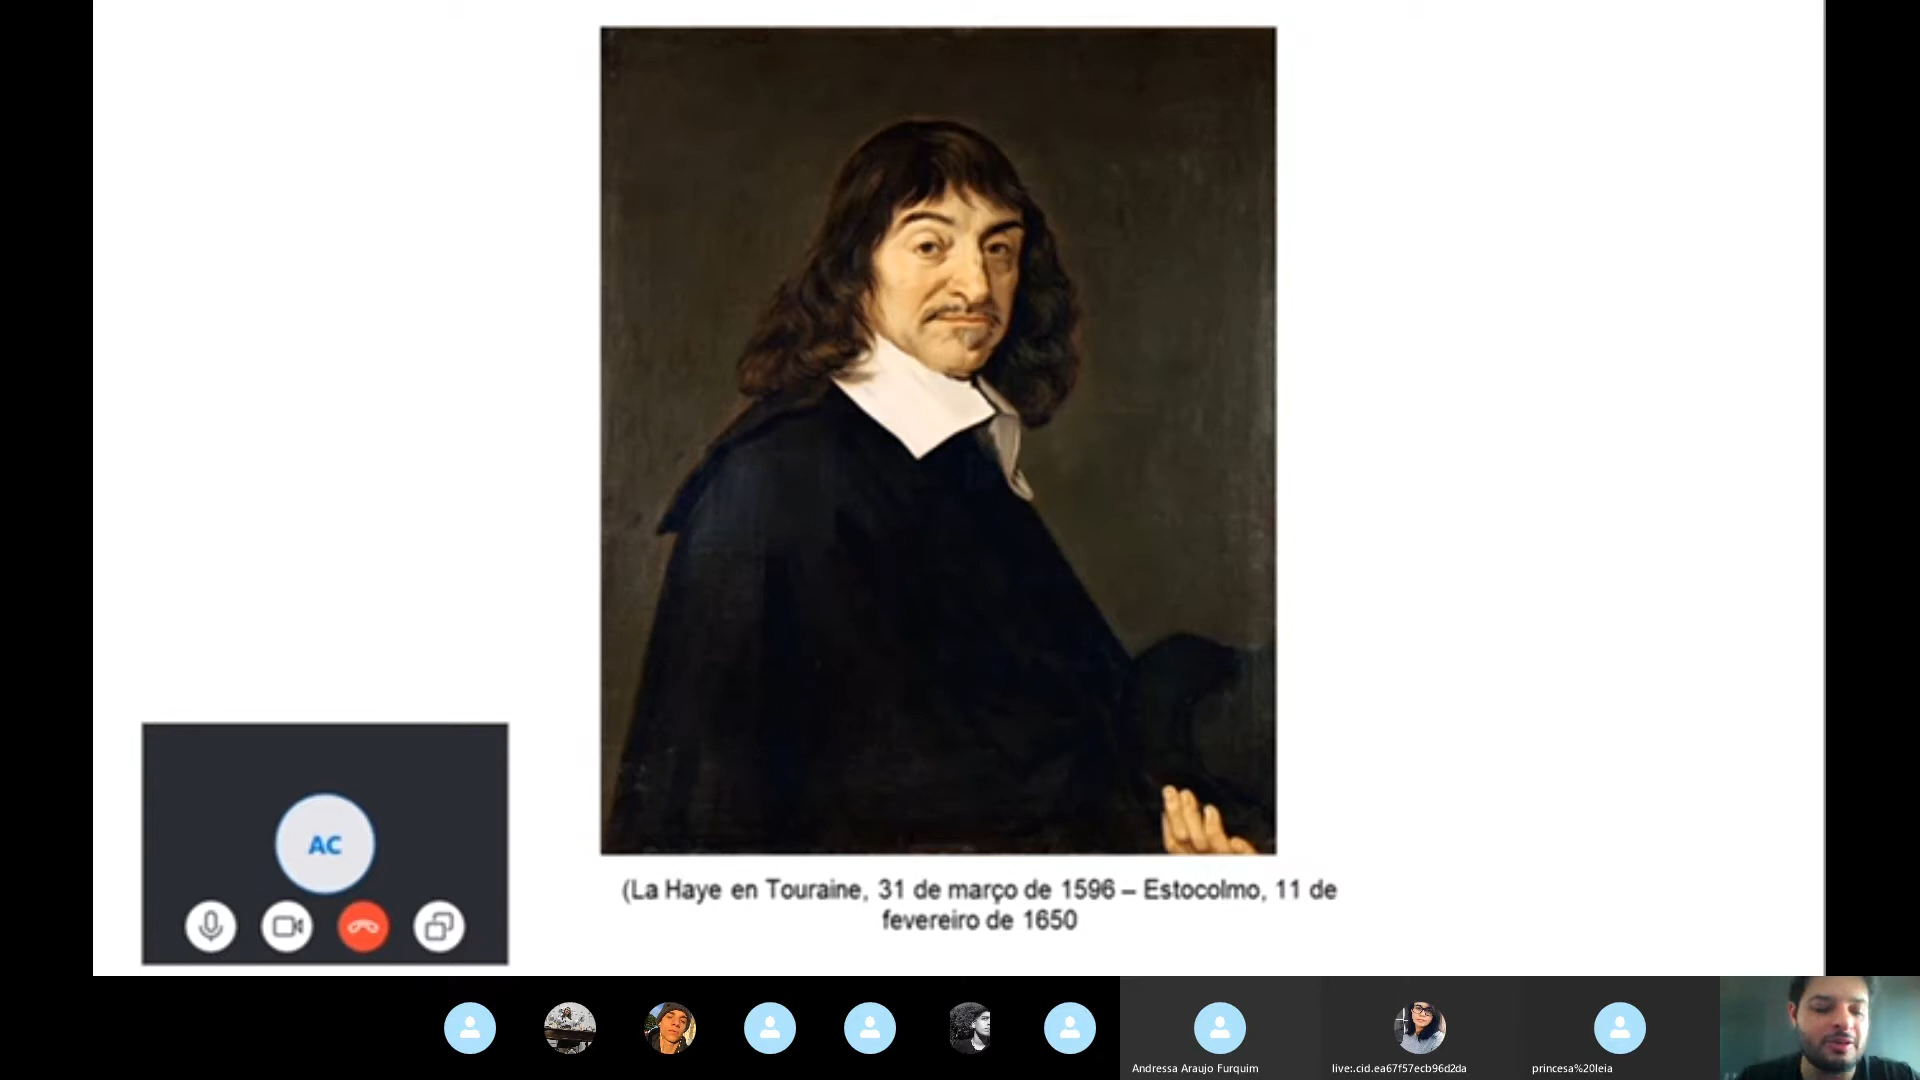 AC
(La Haye en Touraine, 31 de março de 1596 – Estocolmo, 11 de
fevereiro de 1650
Andressa Araujo Furquim
live:.cid.ea67f57ecb96d2da
princesa%20leia